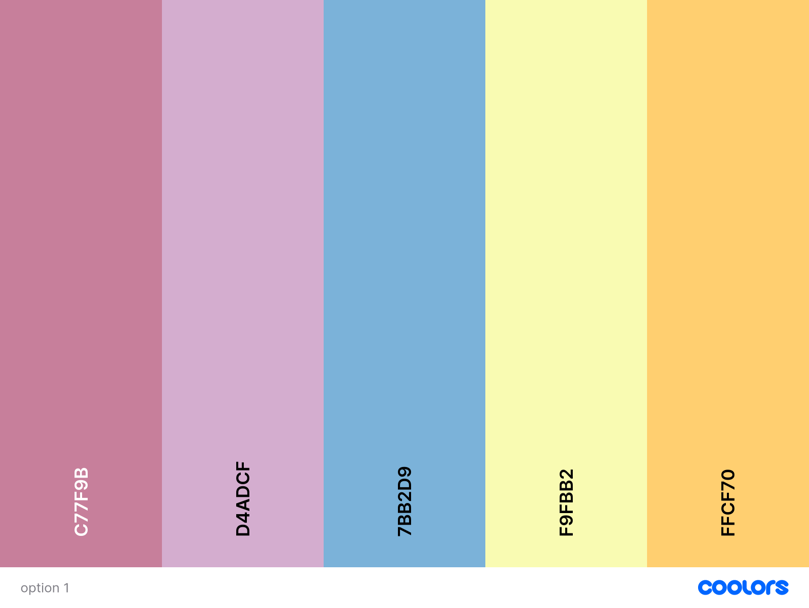 C77F9B
D4ADCF
7BB2D9
F9FBB2
FFCF70
option 1
coolors